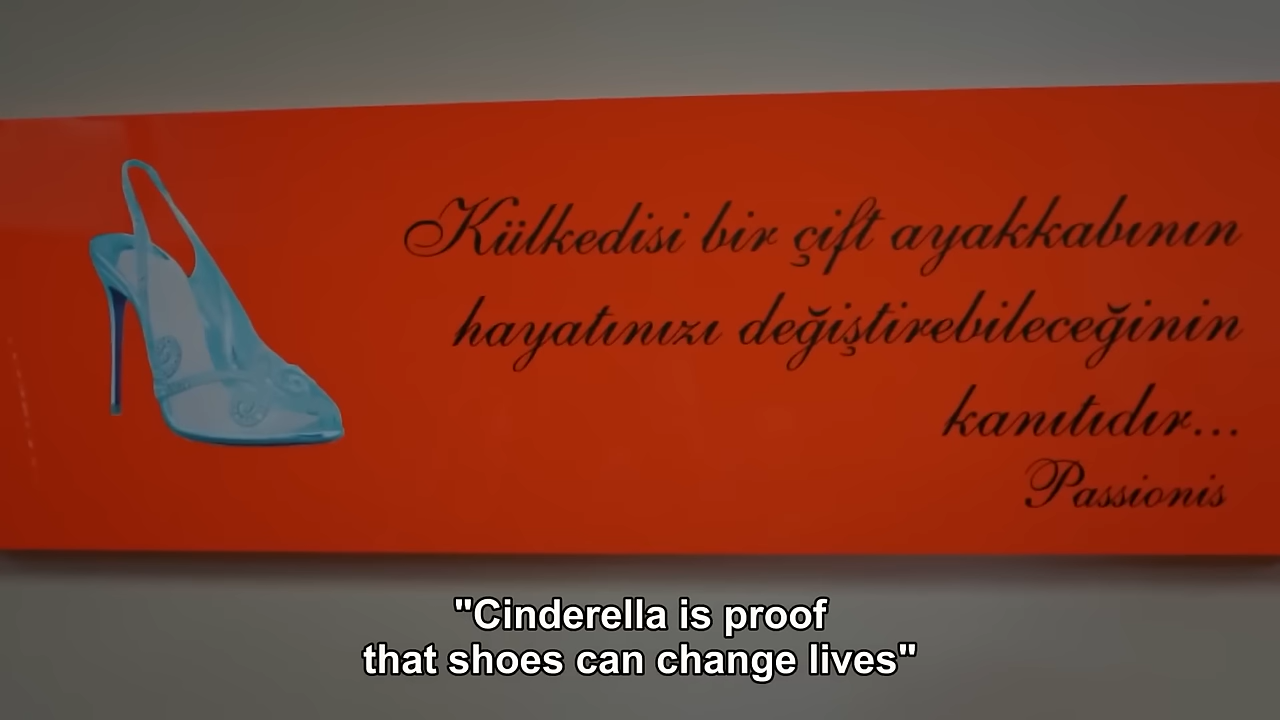 Külkedisi bir çift ayakkabının
hayatınızı değiştirebileceğinin
kanıtıdır...
Passionis
"Cinderella is proof
that shoes can change lives"